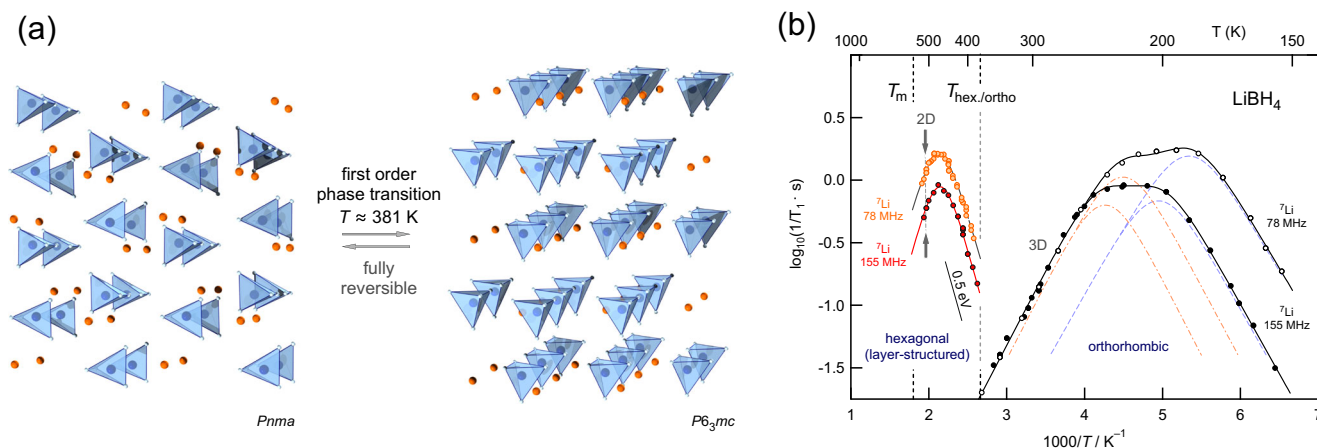 (a)
first order
phase transition
T ≈ 381 K
fully
reversible
Pnma
P6₃mc
(b)
T (K)
1000 500 400 300 200 150
Tm
Thex./ortho
LiBH₄
2D
⁷Li
78 MHz
⁷Li
155 MHz
0.5 eV
3D
⁷Li
78 MHz
⁷Li
155 MHz
hexagonal
(layer-structured)
orthorhombic
log₁₀(1/T₁ · s)
0.5
0.0
-0.5
-1.0
-1.5
1 2 3 4 5 6 7
1000/T / K⁻¹